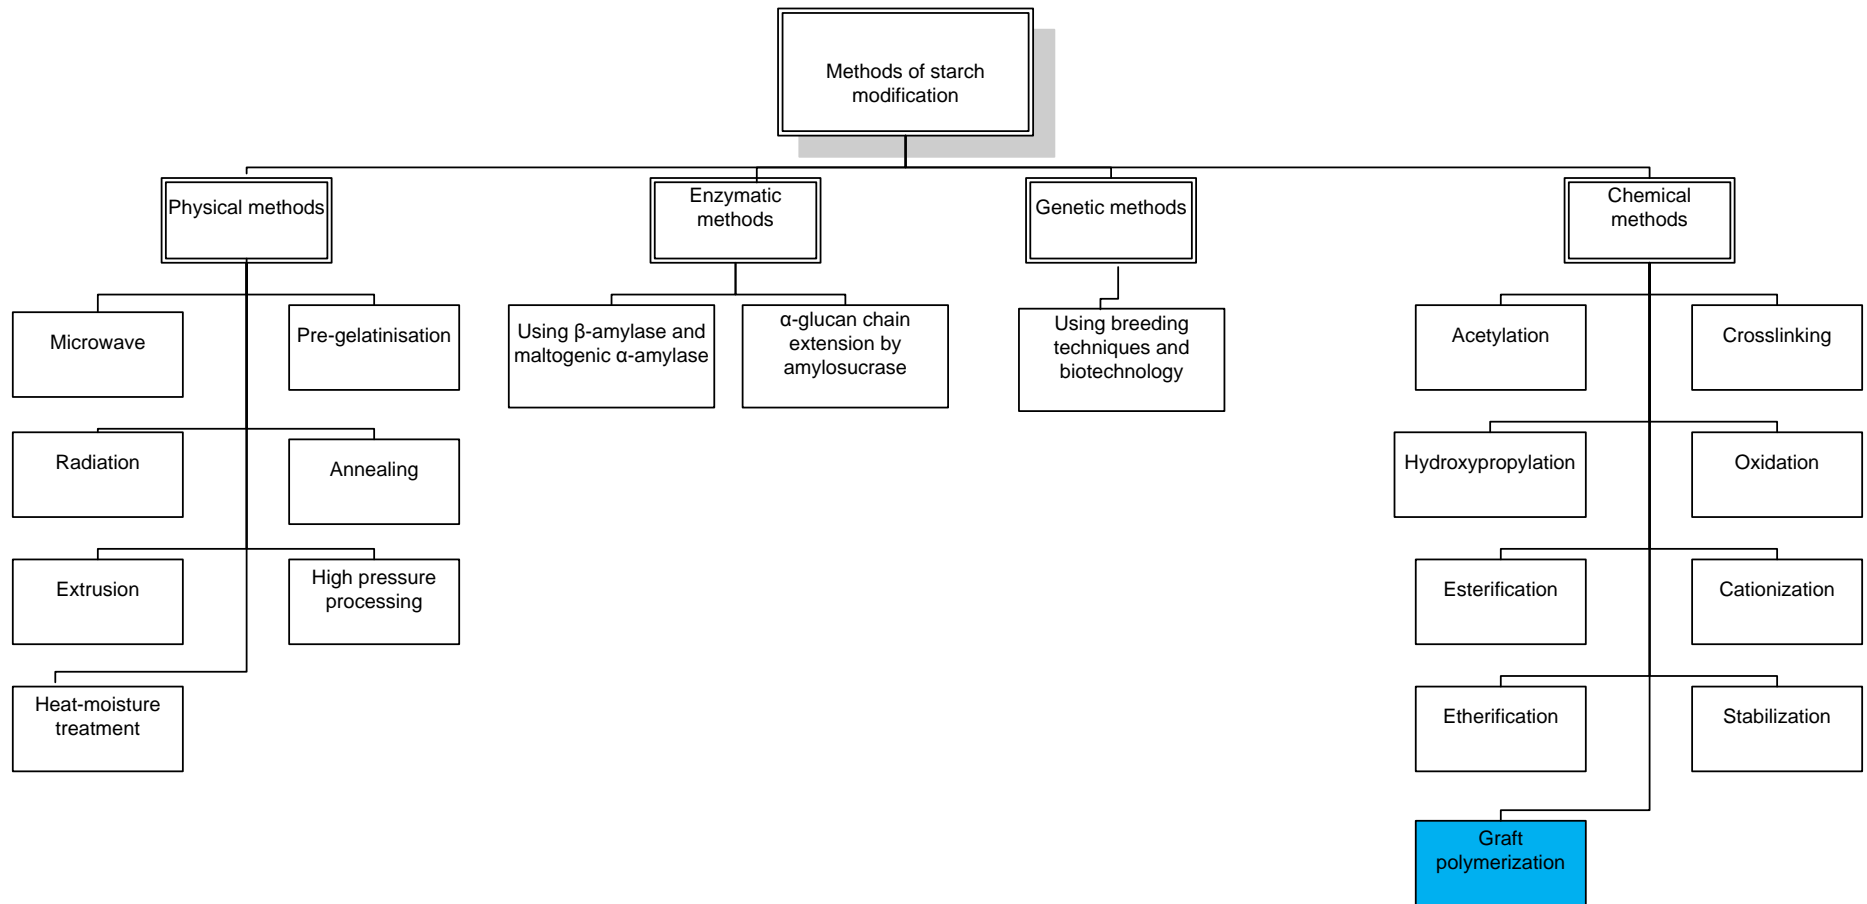 Methods of starch
modification
Physical methods
Enzymatic
methods
Genetic methods
Chemical
methods
Microwave
Pre-gelatinisation
Using β-amylase and
maltogenic α-amylase
α-glucan chain
extension by
amylosucrase
Using breeding
techniques and
biotechnology
Acetylation
Crosslinking
Radiation
Annealing
Hydroxypropylation
Oxidation
Extrusion
High pressure
processing
Esterification
Cationization
Heat-moisture
treatment
Etherification
Stabilization
Graft
polymerization